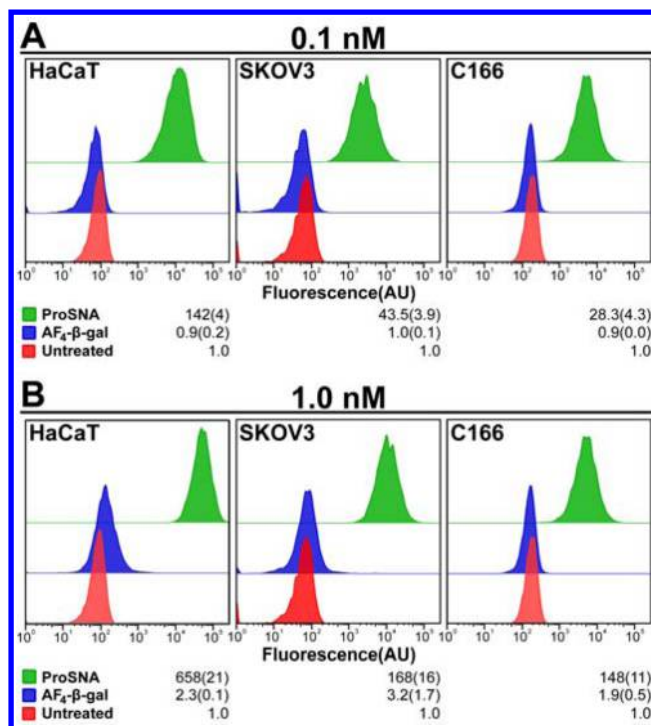 A 0.1 nM
HaCaT SKOV3 C166
10⁰ 10¹ 10² 10³ 10⁴ 10⁵ 10⁰ 10¹ 10² 10³ 10⁴ 10⁵ 10⁰ 10¹ 10² 10³ 10⁴ 10⁵
Fluorescence(AU)
ProSNA 142(4) 43.5(3.9) 28.3(4.3)
AF₄-β-gal 0.9(0.2) 1.0(0.1) 0.9(0.0)
Untreated 1.0 1.0 1.0
B 1.0 nM
HaCaT SKOV3 C166
10⁰ 10¹ 10² 10³ 10⁴ 10⁵ 10⁰ 10¹ 10² 10³ 10⁴ 10⁵ 10⁰ 10¹ 10² 10³ 10⁴ 10⁵
Fluorescence(AU)
ProSNA 658(21) 168(16) 148(11)
AF₄-β-gal 2.3(0.1) 3.2(1.7) 1.9(0.5)
Untreated 1.0 1.0 1.0